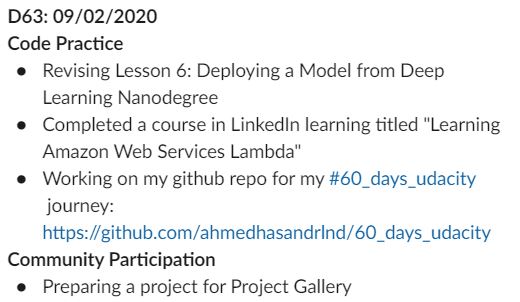 D63: 09/02/2020
Code Practice
● Revising Lesson 6: Deploying a Model from Deep
Learning Nanodegree
● Completed a course in LinkedIn learning titled "Learning
Amazon Web Services Lambda"
● Working on my github repo for my #60_days_udacity
journey:
https://github.com/ahmedhasandrlnd/60_days_udacity
Community Participation
● Preparing a project for Project Gallery